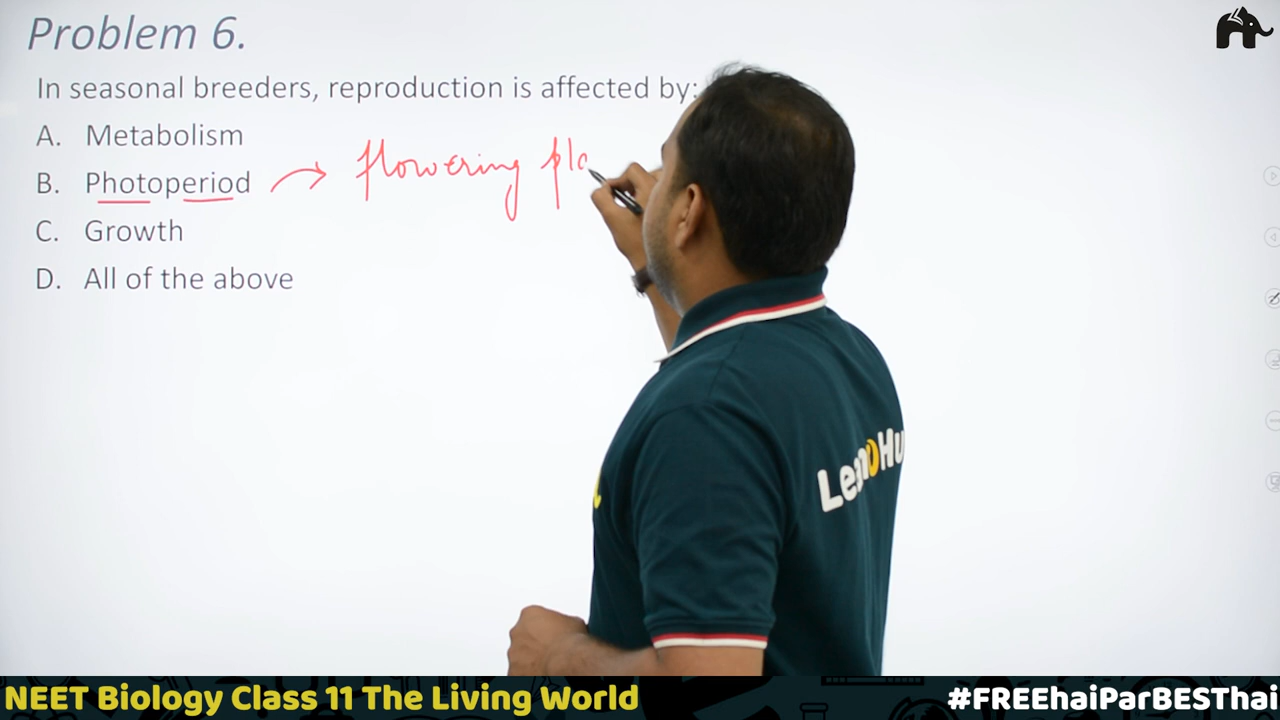 Problem 6.
In seasonal breeders, reproduction is affected by:
A. Metabolism
B. Photoperiod → flowering pla
C. Growth
D. All of the above
NEET Biology Class 11 The Living World
#FREEhaiParBESThai